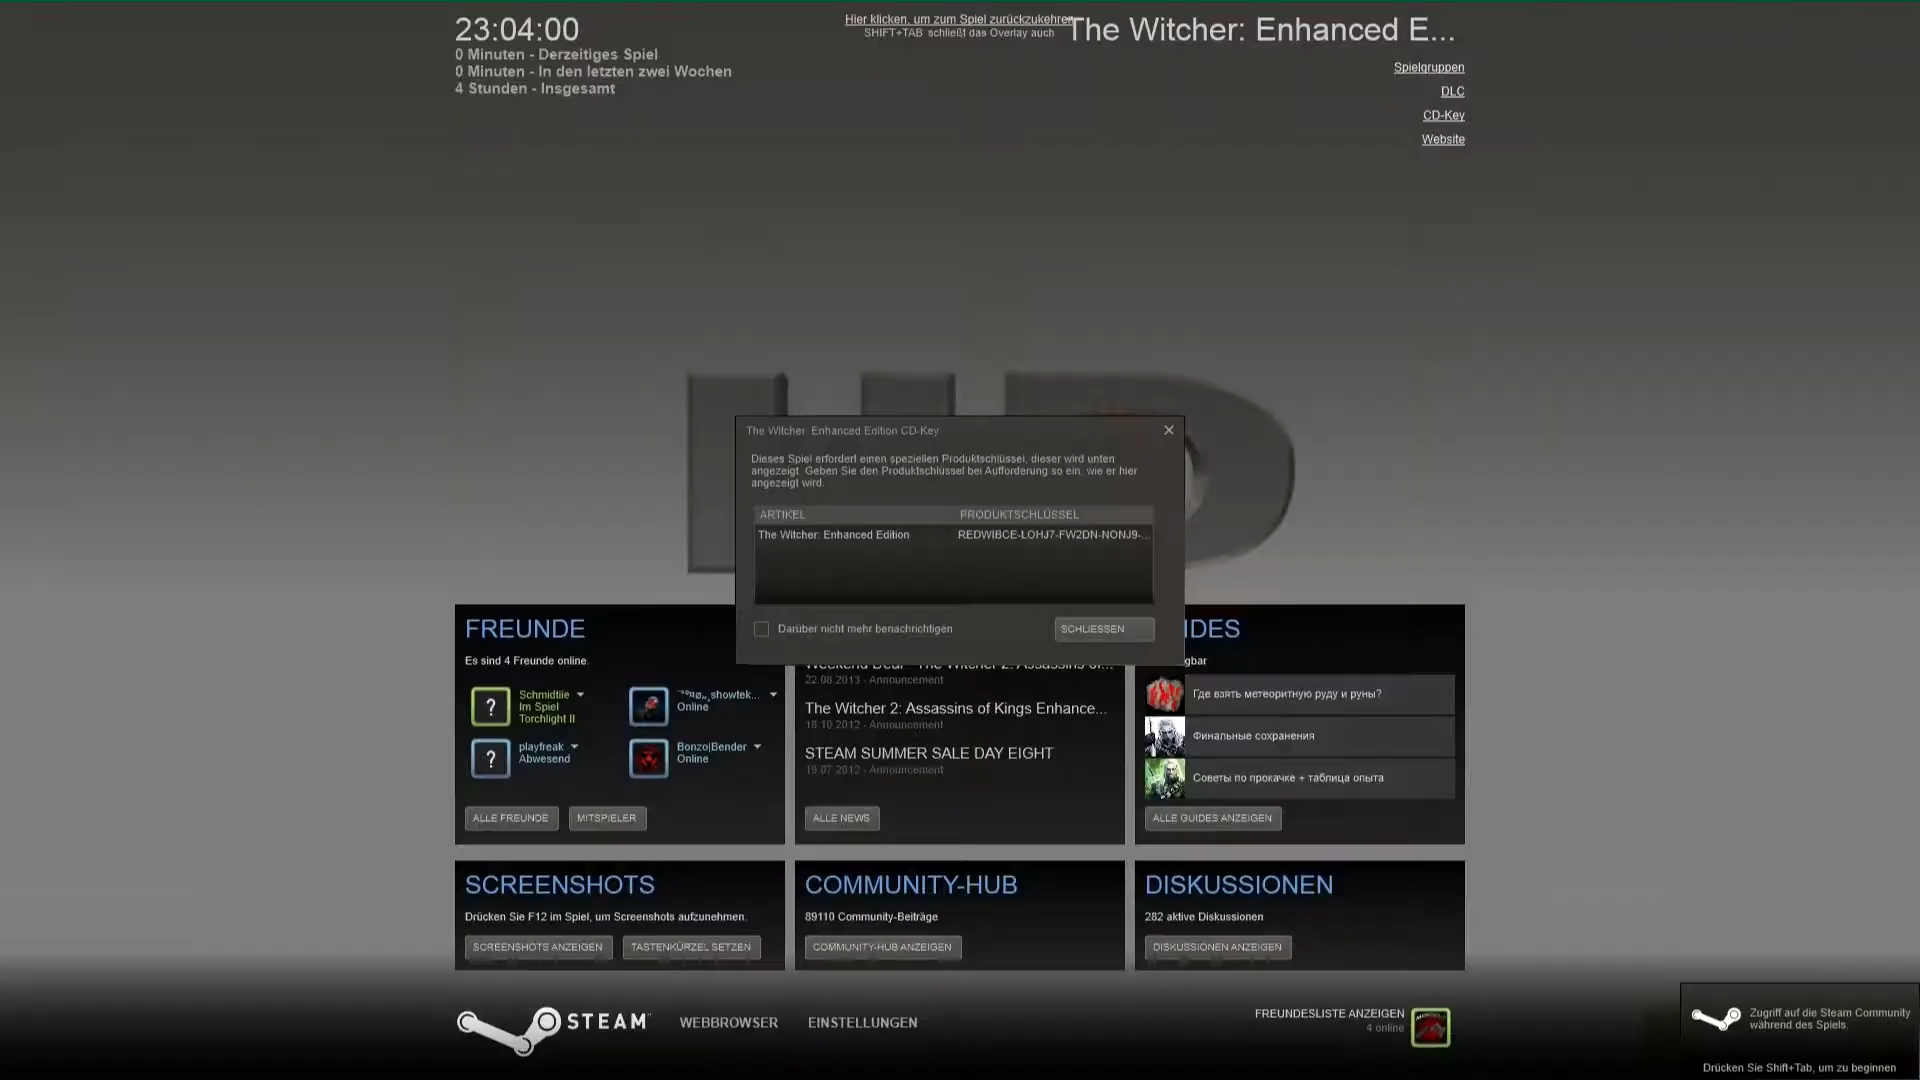 23:04:00
0 Minuten - Derzeitiges Spiel
0 Minuten - In den letzten zwei Wochen
4 Stunden - Insgesamt
Hier klicken, um zum Spiel zurückzukehren
SHIFT+TAB schließt das Overlay auch
The Witcher: Enhanced E...
Spielgruppen
DLC
CD-Key
Website
The Witcher: Enhanced Edition CD-Key
Dieses Spiel erfordert einen speziellen Produktschlüssel, dieser wird unten
angezeigt. Geben Sie den Produktschlüssel bei Aufforderung so ein, wie er hier
angezeigt wird.
ARTIKEL PRODUKTSCHLÜSSEL
The Witcher: Enhanced Edition REDWIBCE-LOHJ7-FW2DN-NONJ9-...
Darüber nicht mehr benachrichtigen
SCHLIESSEN
FREUNDE
Es sind 4 Freunde online.
Schmidtiie
Im Spiel
Torchlight II
showtek...
Online
playfreak
Abwesend
Bonzo|Bender
Online
ALLE FREUNDE
MITSPIELER
Weekend Deal - The Witcher 2: Assassins of...
22.08.2013 - Announcement
The Witcher 2: Assassins of Kings Enhance...
18.10.2012 - Announcement
STEAM SUMMER SALE DAY EIGHT
19.07.2012 - Announcement
ALLE NEWS
IDES
gbar
Где взять метеоритную руду и руны?
Финальные сохранения
Советы по прокачке + таблица опыта
ALLE GUIDES ANZEIGEN
SCREENSHOTS
Drücken Sie F12 im Spiel, um Screenshots aufzunehmen.
SCREENSHOTS ANZEIGEN
TASTENKÜRZEL SETZEN
COMMUNITY-HUB
89110 Community-Beiträge
COMMUNITY-HUB ANZEIGEN
DISKUSSIONEN
282 aktive Diskussionen
DISKUSSIONEN ANZEIGEN
STEAM
WEBBROWSER
EINSTELLUNGEN
FREUNDESLISTE ANZEIGEN
4 online
Zugriff auf die Steam Community
während des Spiels.
Drücken Sie Shift+Tab, um zu beginnen